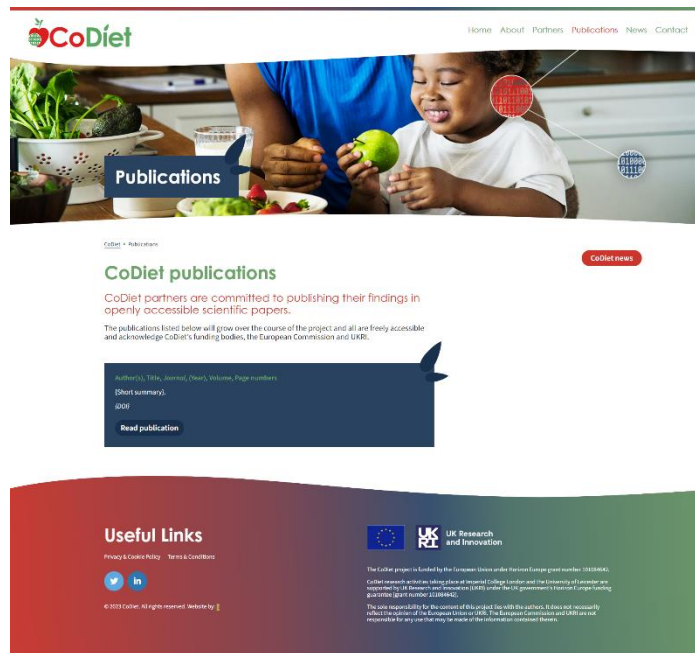 CoDiet
Home About Partners Publications News Contact
Publications
CoDiet • Publications
CoDiet news
CoDiet publications
CoDiet partners are committed to publishing their findings in
openly accessible scientific papers.
The publications listed below will grow over the course of the project and all are freely accessible
and acknowledge CoDiet's funding bodies, the European Commission and UKRI.
Author(s), Title, Journal, (Year), Volume, Page numbers
(Short summary).
(DOI)
Read publication
Useful Links
UK
RI
UK Research
and Innovation
Privacy & Cookie Policy Terms & Conditions
The CoDiet project is funded by the European Union under Horizon Europe grant number 101084642.
CoDiet research activities taking place at Imperial College London and the University of Leicester are
supported by UK Research and Innovation (UKRI) under the UK government's Horizon Europe funding
guarantee [grant number 101084642].
© 2023 CoDiet. All rights reserved. Website by:
The sole responsibility for the content of this project lies with the authors. It does not necessarily
reflect the opinion of the European Union or UKRI. The European Commission and UKRI are not
responsible for any use that may be made of the information contained therein.